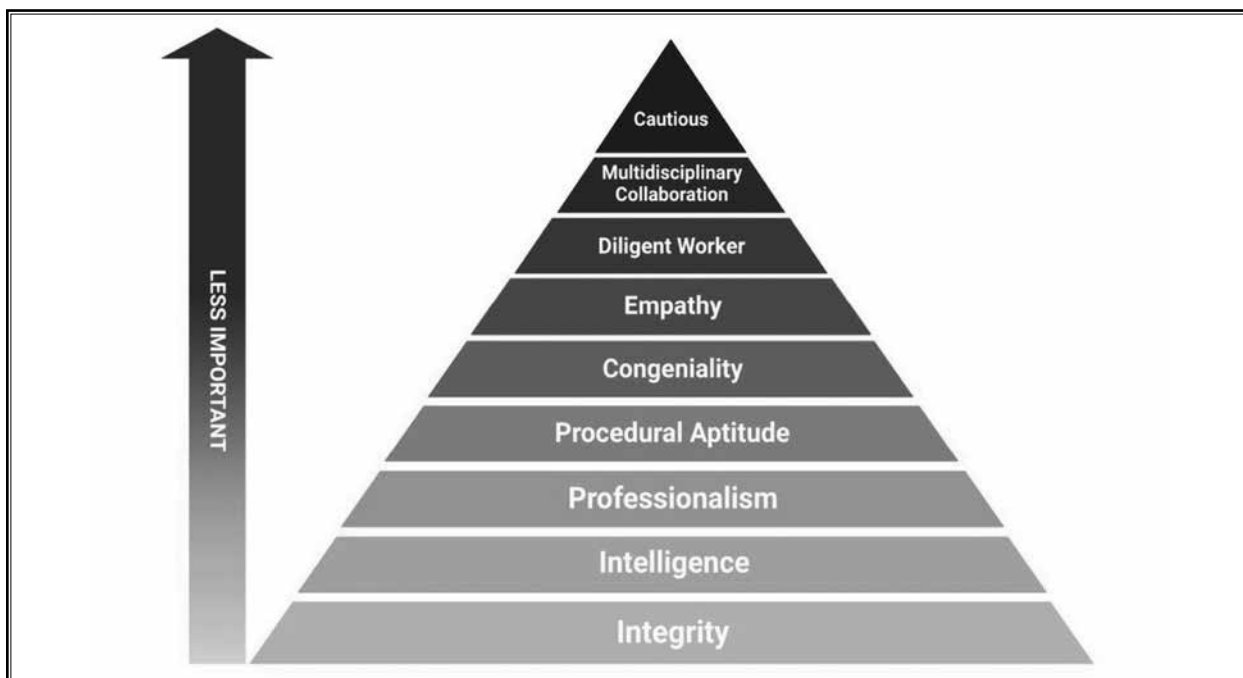 Cautious
Multidisciplinary
Collaboration
Diligent Worker
Empathy
Congeniality
Procedural Aptitude
Professionalism
Intelligence
Integrity
LESS IMPORTANT